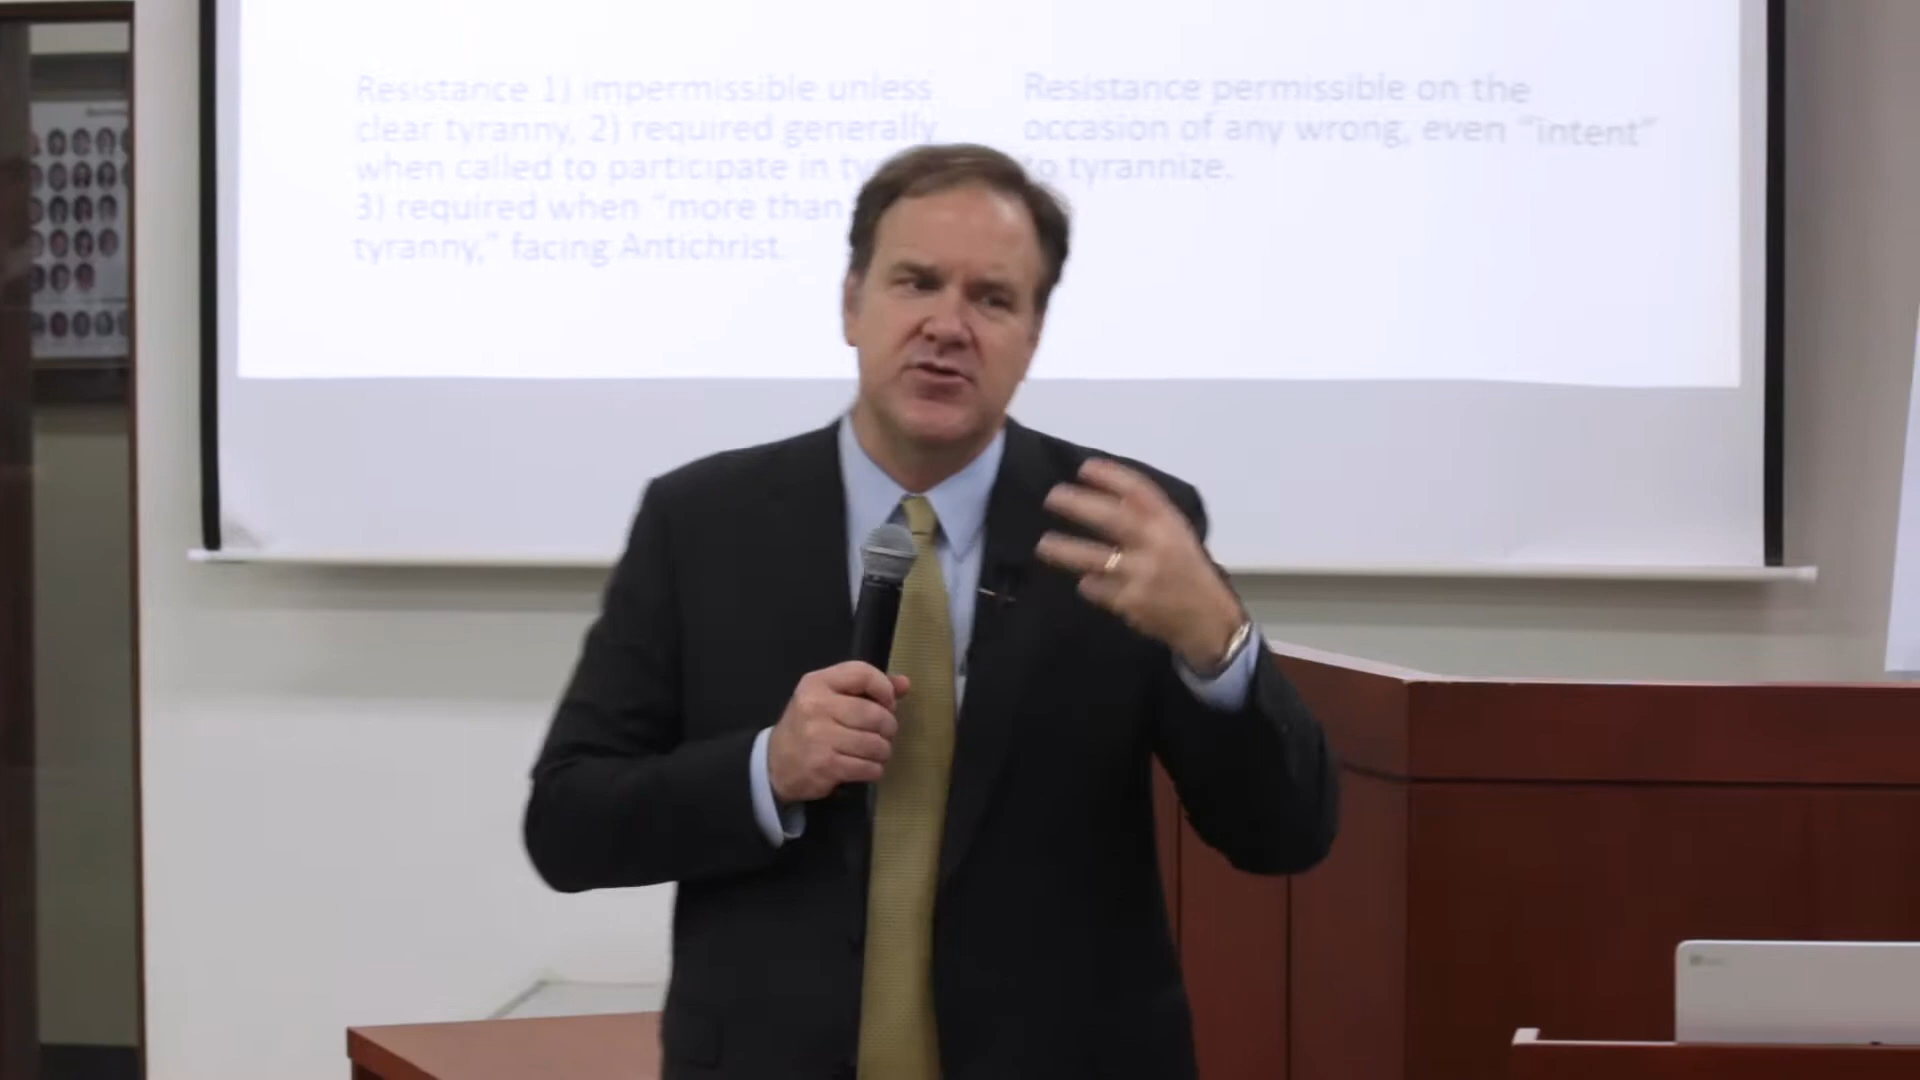 Resistance 1) impermissible unless
clear tyranny, 2) required generally
when called to participate in
3) required when "more than
tyranny," facing Antichrist.
Resistance permissible on the
occasion of any wrong, even "intent"
to tyrannize.